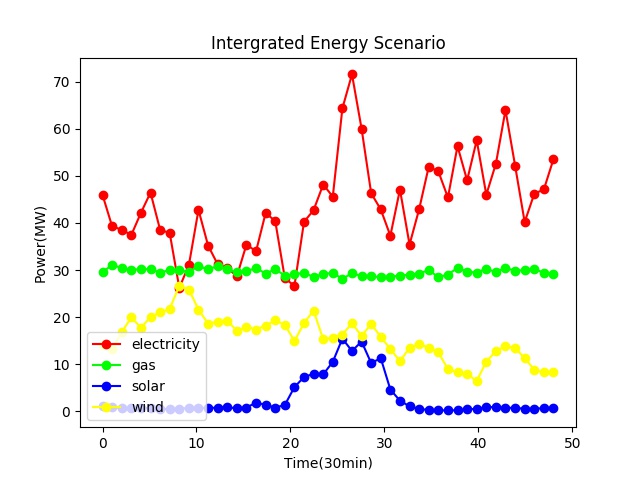 Intergrated Energy Scenario
Power(MW)
70
60
50
40
30
20
10
0
electricity
gas
solar
wind
0 10 20 30 40 50
Time(30min)